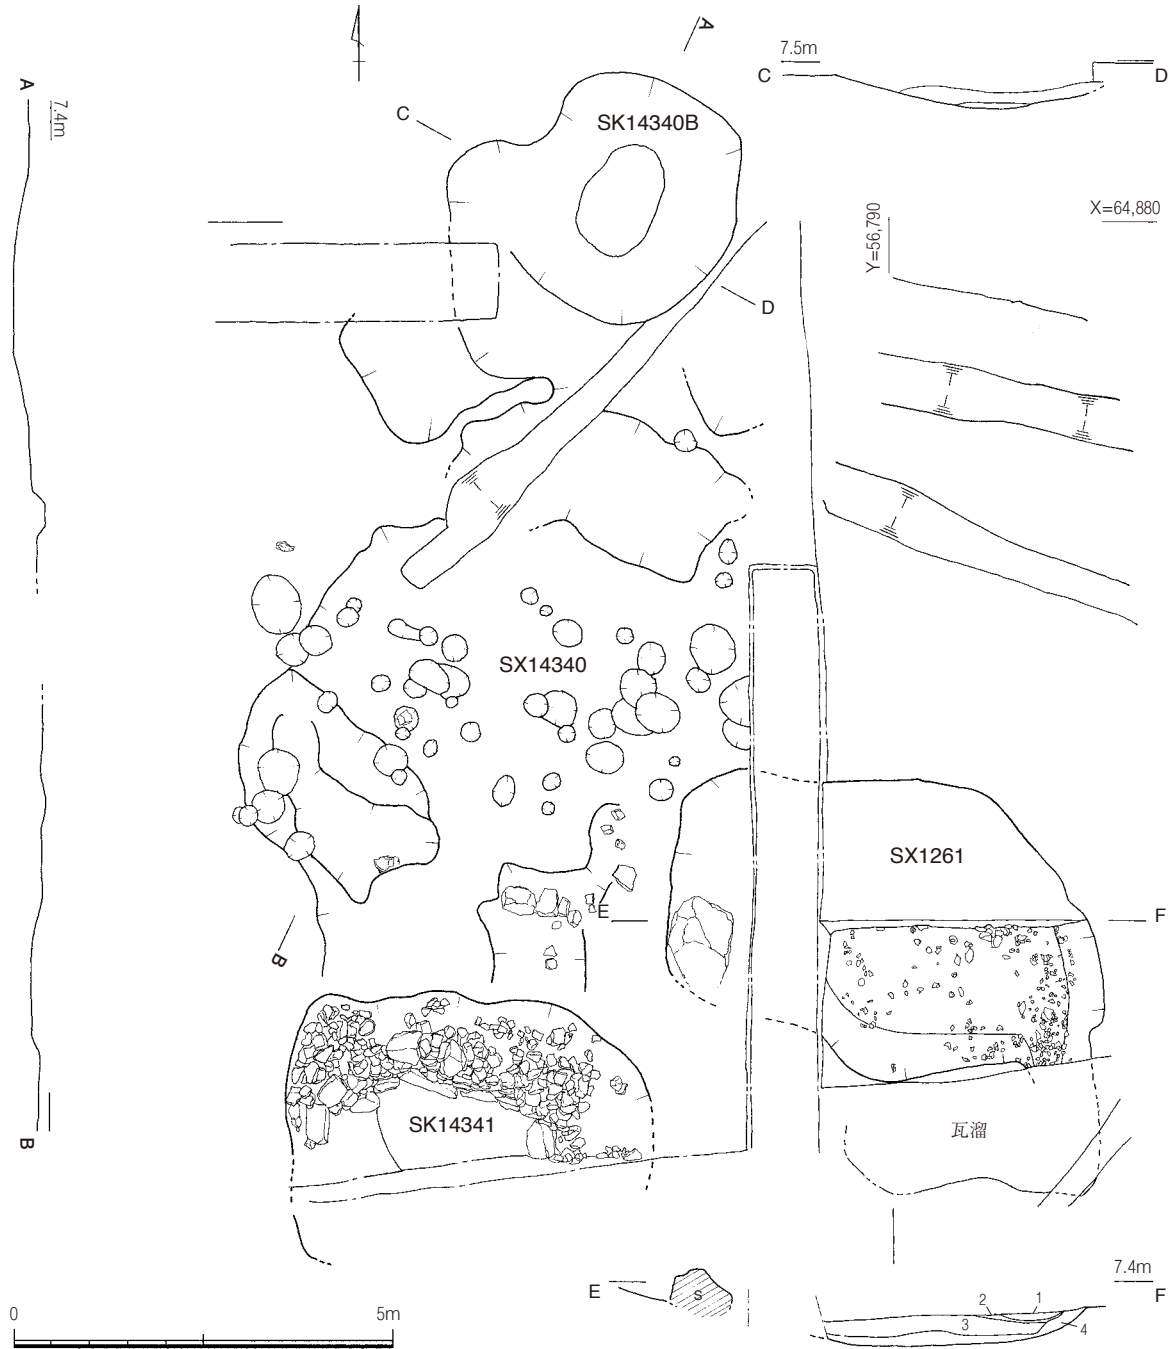 A
7.4m
A
7.5m
C
D
C
SK14340B
D
Y=56,790
X=64,880
SX14340
SX1261
E
F
B
SK14341
瓦溜
B
E
S
7.4m
F
2
1
3
4
0
5m